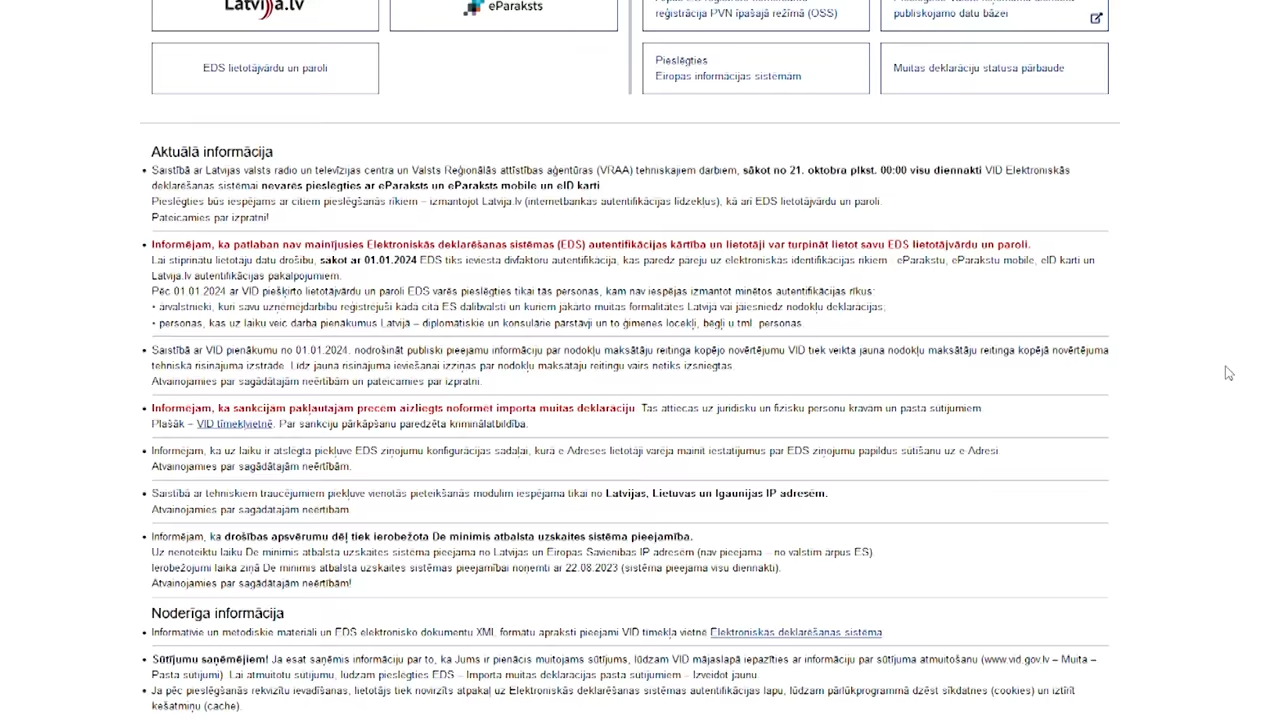 Latvija.lv
eParaksts
reģistrācija PVN īpašajā režīmā (OSS)
publiskojamo datu bāzei
EDS lietotājvārdu un paroli
Pieslēgties
Eiropas informācijas sistēmām
Muitas deklarāciju statusa pārbaude
Aktuālā informācija
• Saistībā ar Latvijas valsts radio un televīzijas centra un Valsts Reģionālās attīstības aģentūras (VRAA) tehniskajiem darbiem, sākot no 21. oktobra plkst. 00:00 visu diennakti VID Elektroniskās
deklarēšanas sistēmai nevarēs pieslēgties ar eParaksts un eParaksts mobile un eID karti
Pieslēgties būs iespējams ar citiem pieslēgšanās rīkiem – izmantojot Latvija.lv (internetbankas autentifikācijas līdzekļus), kā arī EDS lietotājvārdu un paroli.
Pateicamies par izpratni!
• Informējam, ka patlaban nav mainījusies Elektroniskās deklarēšanas sistēmas (EDS) autentifikācijas kārtība un lietotāji var turpināt lietot savu EDS lietotājvārdu un paroli.
Lai stiprinātu lietotāju datu drošību, sākot ar 01.01.2024 EDS tiks ieviesta divfaktoru autentifikācija, kas paredz pāreju uz elektroniskās identifikācijas rīkiem - eParakstu, eParakstu mobile, eID karti un
Latvija.lv autentifikācijas pakalpojumiem.
Pēc 01.01.2024 ar VID piešķirto lietotājvārdu un paroli EDS varēs pieslēgties tikai tās personas, kam nav iespējas izmantot minētos autentifikācijas rīkus:
• ārvalstnieki, kuri savu uzņēmējdarbību reģistrējuši kādā citā ES dalībvalstī un kuriem jākārto muitas formalitātes Latvijā vai jāiesniedz nodokļu deklarācijas;
• personas, kas uz laiku veic darba pienākumus Latvijā – diplomātiskie un konsulārie pārstāvji un to ģimenes locekļi, bēgļi u.tml. personas.
• Saistībā ar VID pienākumu no 01.01.2024. nodrošināt publiski pieejamu informāciju par nodokļu maksātāju reitinga kopējo novērtējumu VID tiek veikta jauna nodokļu maksātāju reitinga kopējā novērtējuma
tehniskā risinājuma izstrāde. Līdz jaunā risinājuma ieviešanai izziņas par nodokļu maksātāju reitingu vairs netiks izsniegtas.
Atvainojamies par sagādātajām neērtībām un pateicamies par izpratni.
• Informējam, ka sankcijām pakļautajām precēm aizliegts noformēt importa muitas deklarāciju. Tas attiecas uz juridisku un fizisku personu kravām un pasta sūtījumiem.
Plašāk – VID tīmekļvietnē. Par sankciju pārkāpšanu paredzēta kriminālatbildība.
• Informējam, ka uz laiku ir atslēgta piekļuve EDS ziņojumu konfigurācijas sadaļai, kurā e-Adreses lietotāji varēja mainīt iestatījumus par EDS ziņojumu papildus sūtīšanu uz e-Adresi.
Atvainojamies par sagādātajām neērtībām.
• Saistībā ar tehniskiem traucējumiem piekļuve vienotās pieteikšanās modulim iespējama tikai no Latvijas, Lietuvas un Igaunijas IP adresēm.
Atvainojamies par sagādātajām neērtībām.
• Informējam, ka drošības apsvērumu dēļ tiek ierobežota De minimis atbalsta uzskaites sistēma pieejamība.
Uz nenoteiktu laiku De minimis atbalsta uzskaites sistēma pieejama no Latvijas un Eiropas Savienības IP adresēm (nav pieejama – no valstīm ārpus ES).
Ierobežojumi laika ziņā De minimis atbalsta uzskaites sistēmas pieejamībai noņemti ar 22.08.2023 (sistēma pieejama visu diennakti).
Atvainojamies par sagādātajām neērtībām!
Noderīga informācija
• Informatīvie un metodiskie materiāli un EDS elektronisko dokumentu XML formātu apraksti pieejami VID tīmekļa vietnē Elektroniskās deklarēšanas sistēma
• Sūtījumu saņēmējiem! Ja esat saņēmis informāciju par to, ka Jums ir pienācis muitojams sūtījums, lūdzam VID mājaslapā iepazīties ar informāciju par sūtījuma atmuitošanu (www.vid.gov.lv – Muita –
Pasta sūtījumi). Lai atmuitotu sūtījumu, lūdzam pieslēgties EDS – Importa muitas deklarācijas pasta sūtījumiem – Izveidot jaunu.
• Ja pēc pieslēgšanās rekvizītu ievadīšanas, lietotājs tiek novirzīts atpakaļ uz Elektroniskās deklarēšanas sistēmas autentifikācijas lapu, lūdzam pārlūkprogrammā dzēst sīkdatnes (cookies) un iztīrīt
kešatmiņu (cache).